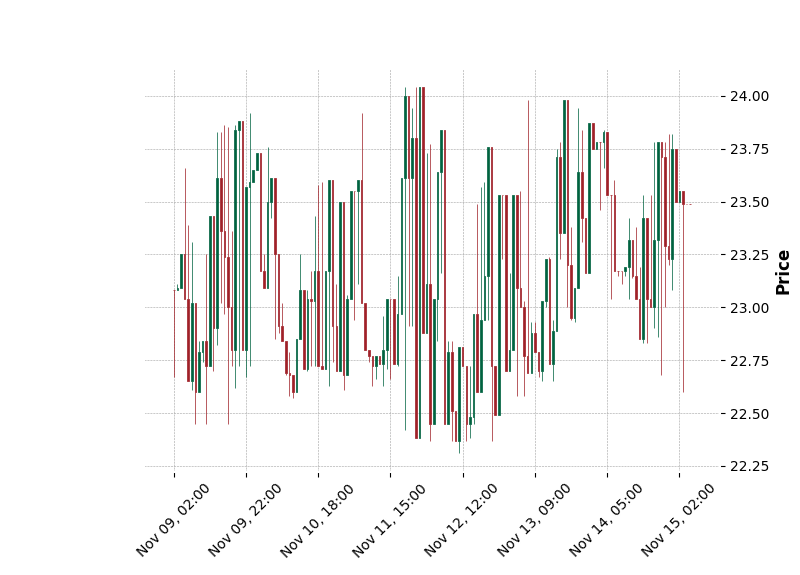 24.00
23.75
23.50
23.25
23.00
22.75
22.50
22.25
Price
Nov 09, 02:00
Nov 09, 22:00
Nov 10, 18:00
Nov 11, 15:00
Nov 12, 12:00
Nov 13, 09:00
Nov 14, 05:00
Nov 15, 02:00